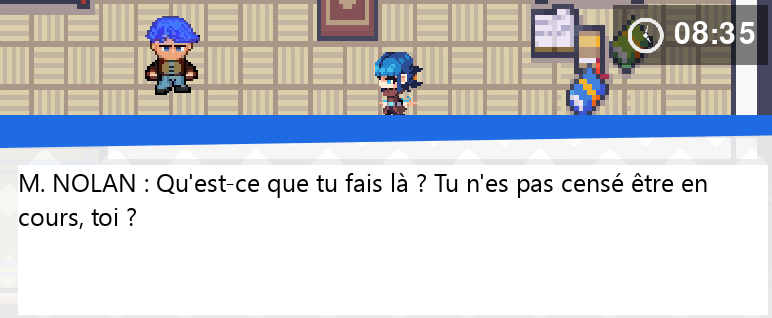 08:35
M. NOLAN : Qu'est-ce que tu fais là ? Tu n'es pas censé être en
cours, toi ?